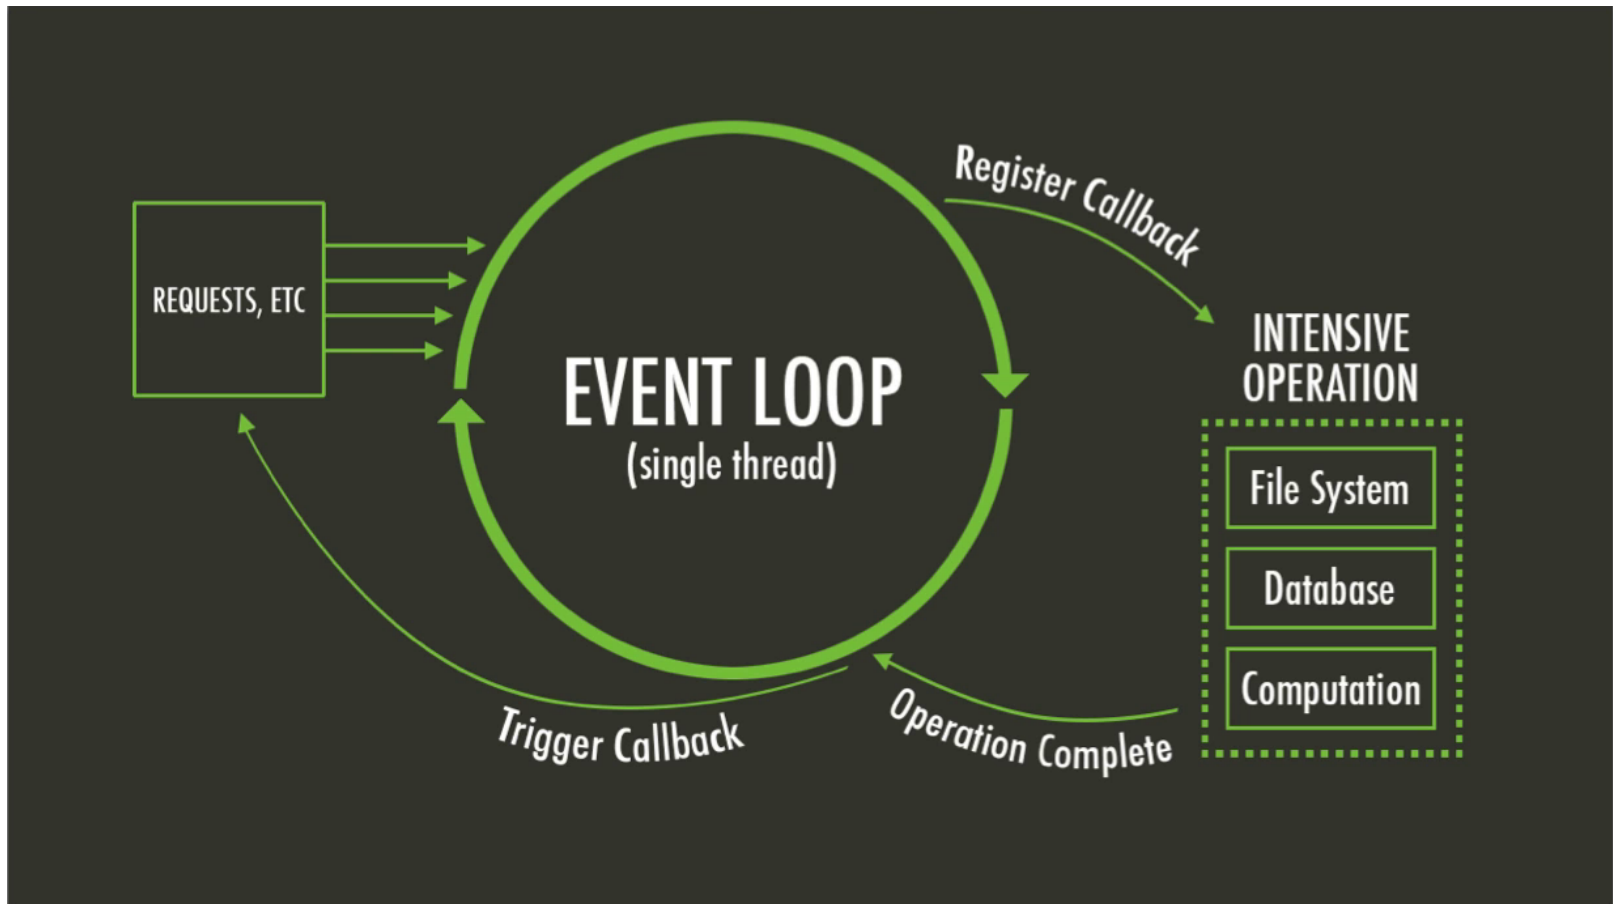 Register Callback
REQUESTS, ETC
EVENT LOOP
(single thread)
INTENSIVE
OPERATION
File System
Database
Computation
Operation Complete
Trigger Callback